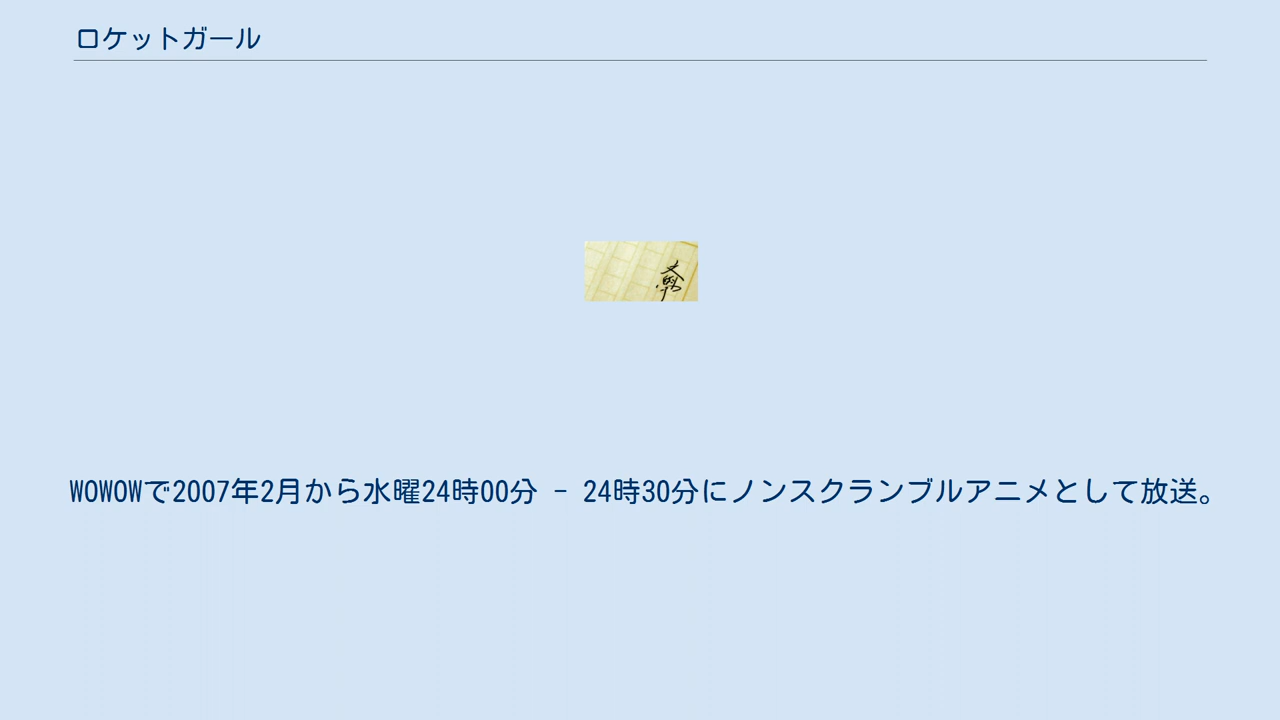 ロケットガール
WOWOWで2007年2月から水曜24時00分 - 24時30分にノンスクランブルアニメとして放送。